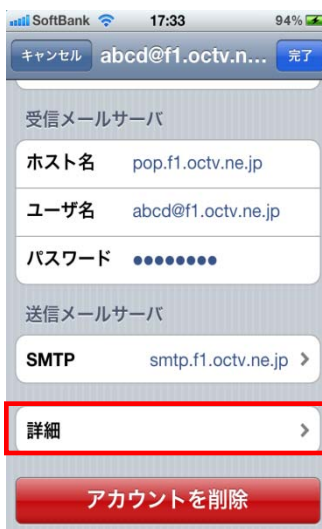 SoftBank 17:33 94%
キャンセル abcd@f1.octv.n... 完了
受信メールサーバ
ホスト名 pop.f1.octv.ne.jp
ユーザ名 abcd@f1.octv.ne.jp
パスワード ●●●●●●●●
送信メールサーバ
SMTP smtp.f1.octv.ne.jp
詳細
アカウントを削除